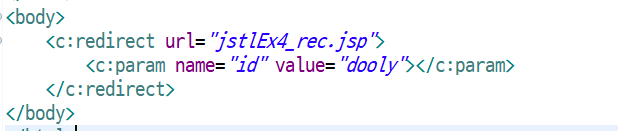 <body>
<c:redirect url="jstlEx4_rec.jsp">
<c:param name="id" value="dooly"></c:param>
</c:redirect>
</body>